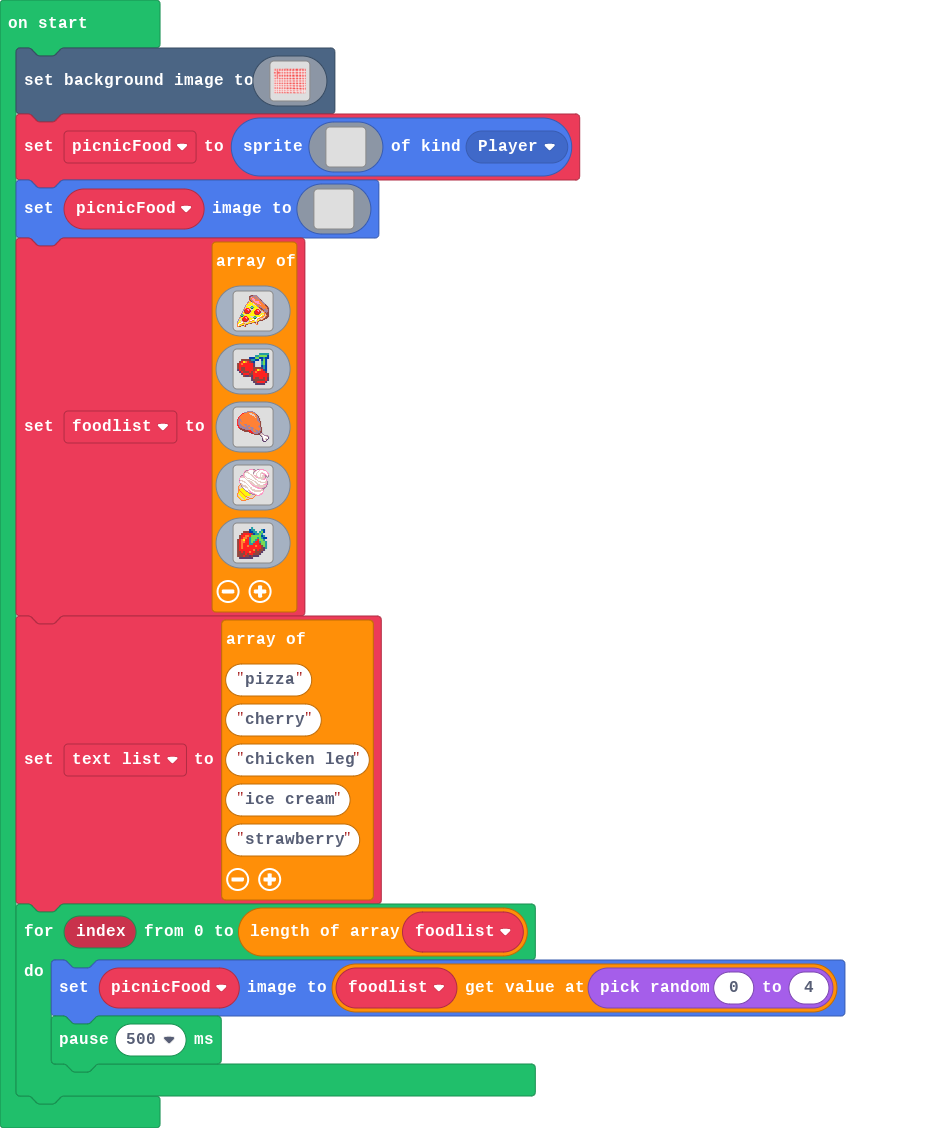 on start
set background image to
set picnicFood to sprite of kind Player
set picnicFood image to
array of
set foodlist to
array of
"pizza"
"cherry"
set text list to "chicken leg"
"ice cream"
"strawberry"
for index from 0 to length of array foodlist
do
set picnicFood image to foodlist get value at pick random 0 to 4
pause 500 ms